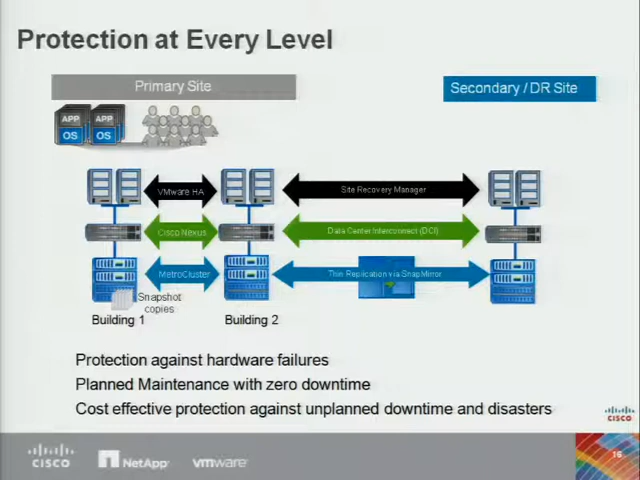 Protection at Every Level
Primary Site
Secondary / DR Site
APP
APP
OS
OS
VMware HA
Site Recovery Manager
Cisco Nexus
Data Center Interconnect (DCI)
MetroCluster
Thin Replication via SnapMirror
Snapshot
copies
Building 1
Building 2
Protection against hardware failures
Planned Maintenance with zero downtime
Cost effective protection against unplanned downtime and disasters
CISCO
CISCO
NetApp
vmware
16